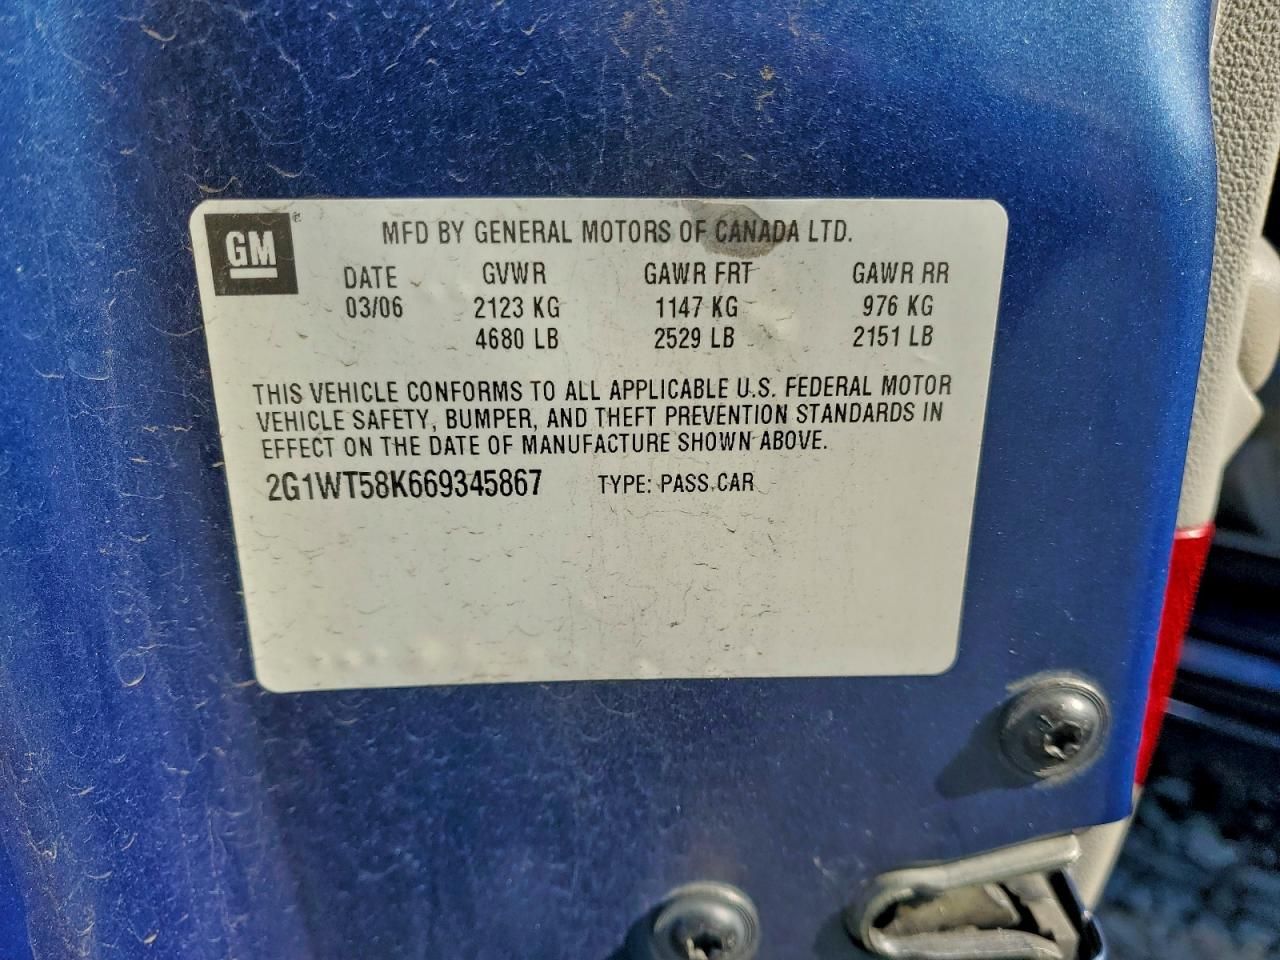 GM ®
MFD BY GENERAL MOTORS OF CANADA LTD.
DATE GVWR GAWR FRT GAWR RR
03/06 2123 KG 1147 KG 976 KG
4680 LB 2529 LB 2151 LB
THIS VEHICLE CONFORMS TO ALL APPLICABLE U.S. FEDERAL MOTOR
VEHICLE SAFETY, BUMPER, AND THEFT PREVENTION STANDARDS IN
EFFECT ON THE DATE OF MANUFACTURE SHOWN ABOVE.
2G1WT58K669345867 TYPE: PASS.CAR